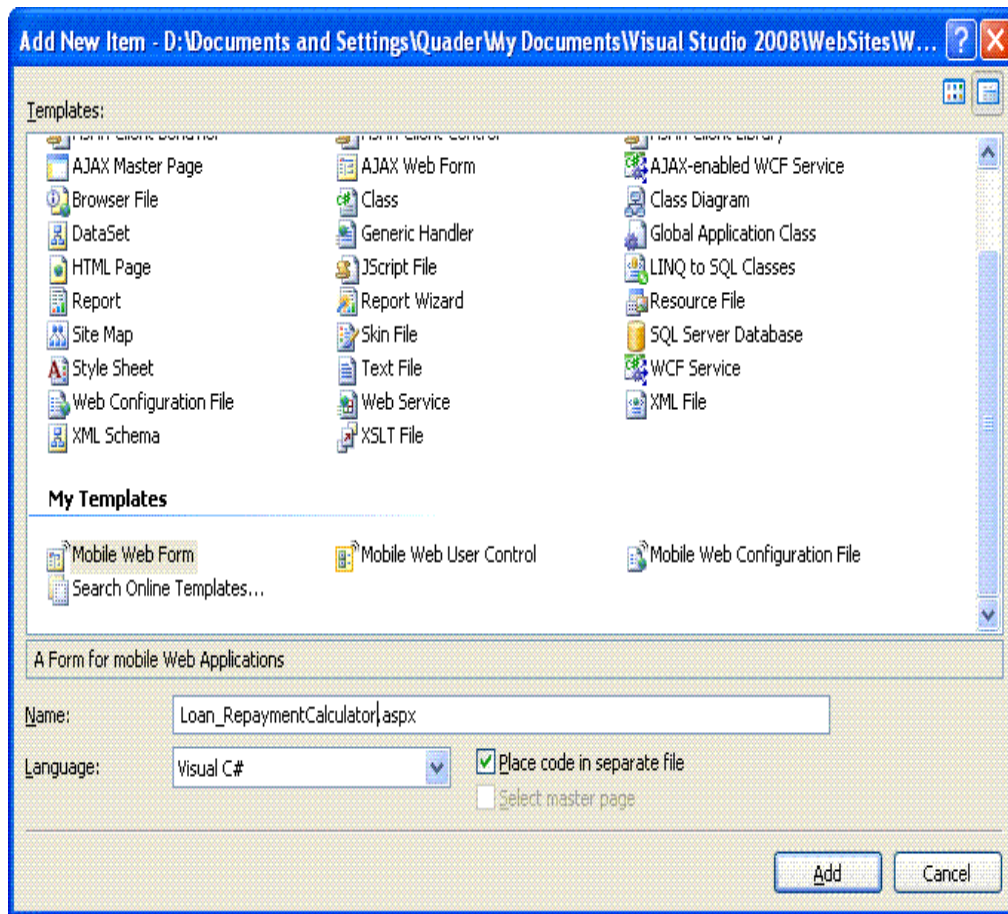 Add New Item - D:\Documents and Settings\Quader\My Documents\Visual Studio 2008\WebSites\W...
Templates:
AJAX Master Page AJAX Web Form AJAX-enabled WCF Service
Browser File Class Class Diagram
DataSet Generic Handler Global Application Class
HTML Page JScript File LINQ to SQL Classes
Report Report Wizard Resource File
Site Map Skin File SQL Server Database
Style Sheet Text File WCF Service
Web Configuration File Web Service XML File
XML Schema XSLT File
My Templates
Mobile Web Form Mobile Web User Control Mobile Web Configuration File
Search Online Templates...
A Form for mobile Web Applications
Name: Loan_RepaymentCalculator.aspx
Language: Visual C# Place code in separate file
Select master page
Add Cancel